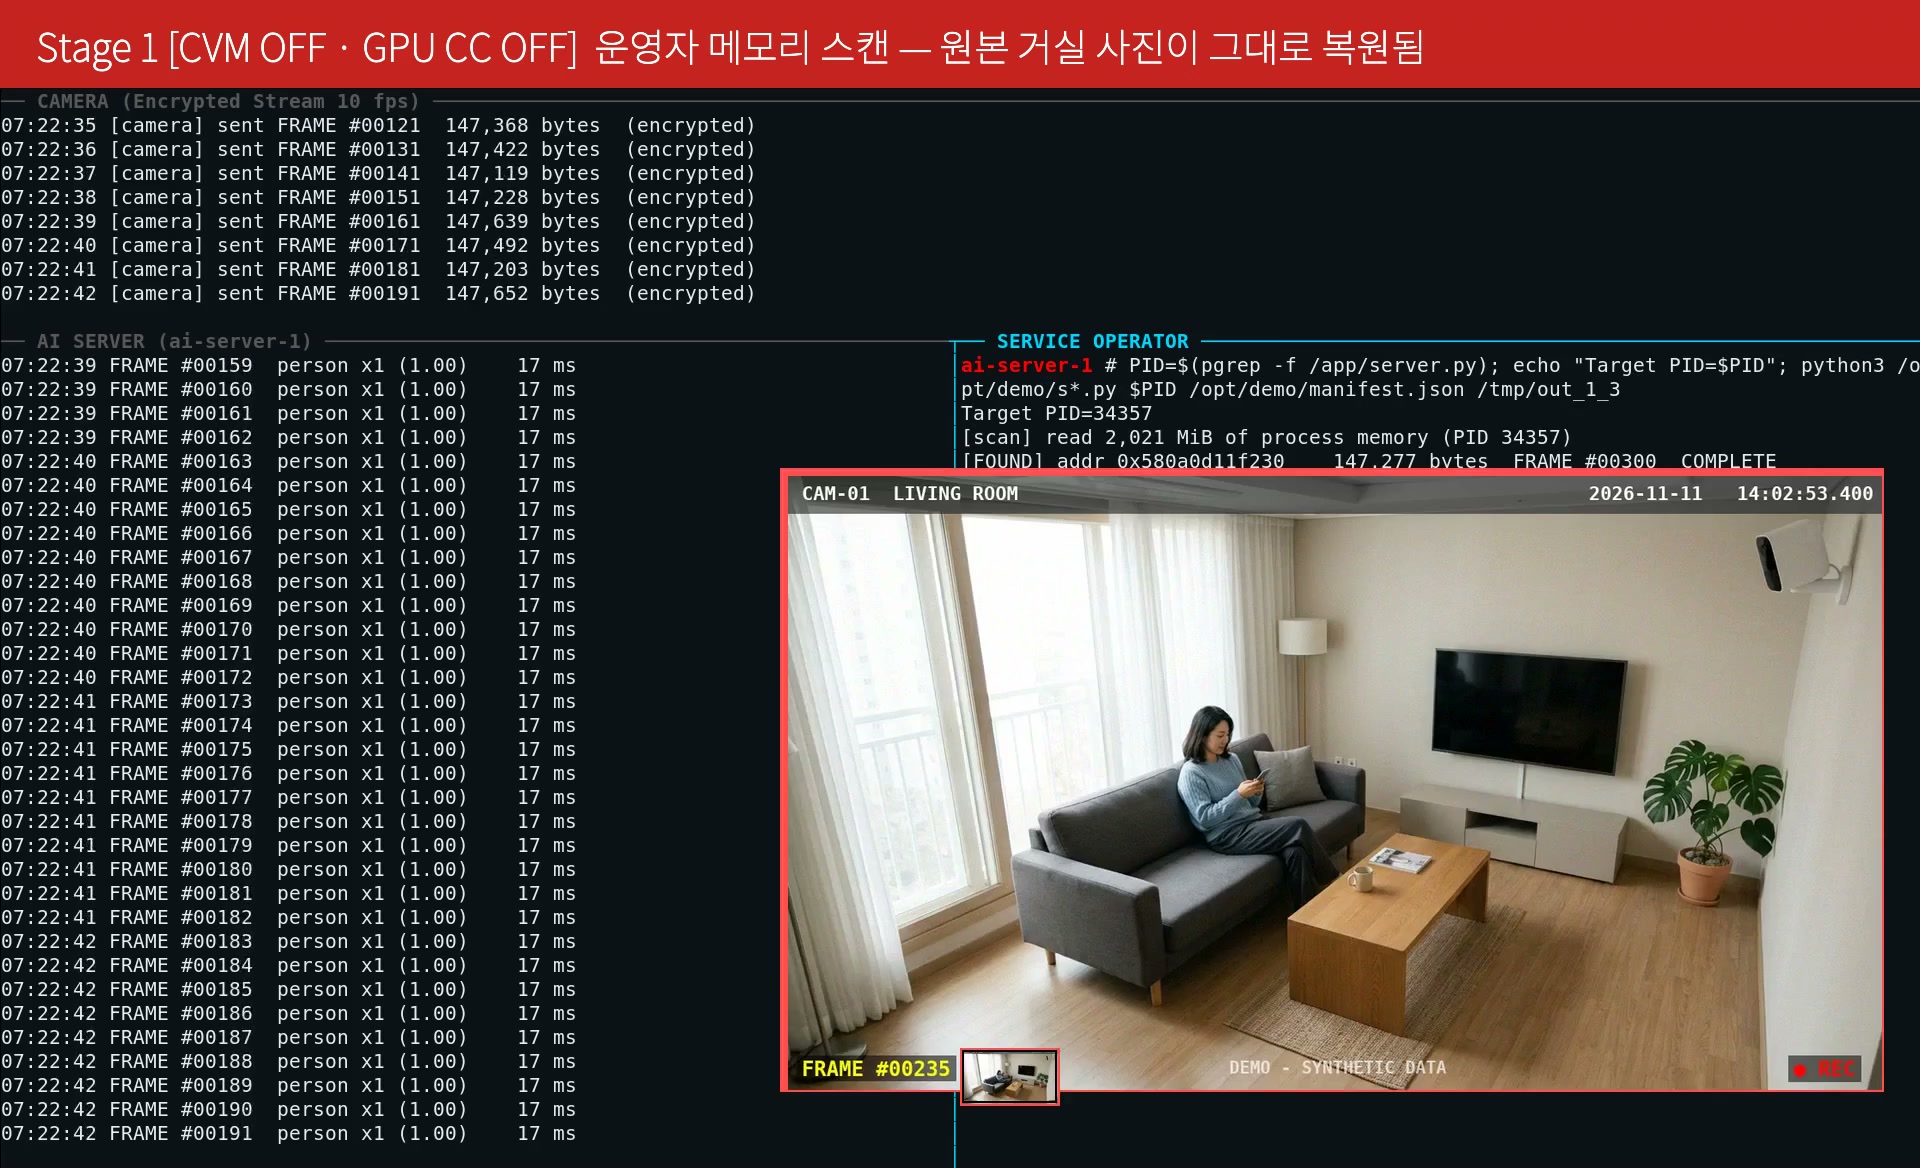 Stage 1 [CVM OFF · GPU CC OFF] 운영자 메모리 스캔 — 원본 거실 사진이 그대로 복원됨
CAMERA (Encrypted Stream 10 fps)
07:22:35 [camera] sent FRAME #00121  147,368 bytes  (encrypted)
07:22:36 [camera] sent FRAME #00131  147,422 bytes  (encrypted)
07:22:37 [camera] sent FRAME #00141  147,119 bytes  (encrypted)
07:22:38 [camera] sent FRAME #00151  147,228 bytes  (encrypted)
07:22:39 [camera] sent FRAME #00161  147,639 bytes  (encrypted)
07:22:40 [camera] sent FRAME #00171  147,492 bytes  (encrypted)
07:22:41 [camera] sent FRAME #00181  147,203 bytes  (encrypted)
07:22:42 [camera] sent FRAME #00191  147,652 bytes  (encrypted)
AI SERVER (ai-server-1)
07:22:39 FRAME #00159  person x1 (1.00)    17 ms
07:22:39 FRAME #00160  person x1 (1.00)    17 ms
07:22:39 FRAME #00161  person x1 (1.00)    17 ms
07:22:39 FRAME #00162  person x1 (1.00)    17 ms
07:22:40 FRAME #00163  person x1 (1.00)    17 ms
07:22:40 FRAME #00164  person x1 (1.00)    17 ms
07:22:40 FRAME #00165  person x1 (1.00)    17 ms
07:22:40 FRAME #00166  person x1 (1.00)    17 ms
07:22:40 FRAME #00167  person x1 (1.00)    17 ms
07:22:40 FRAME #00168  person x1 (1.00)    17 ms
07:22:40 FRAME #00169  person x1 (1.00)    17 ms
07:22:40 FRAME #00170  person x1 (1.00)    17 ms
07:22:40 FRAME #00171  person x1 (1.00)    17 ms
07:22:40 FRAME #00172  person x1 (1.00)    17 ms
07:22:41 FRAME #00173  person x1 (1.00)    17 ms
07:22:41 FRAME #00174  person x1 (1.00)    17 ms
07:22:41 FRAME #00175  person x1 (1.00)    17 ms
07:22:41 FRAME #00176  person x1 (1.00)    17 ms
07:22:41 FRAME #00177  person x1 (1.00)    17 ms
07:22:41 FRAME #00178  person x1 (1.00)    17 ms
07:22:41 FRAME #00179  person x1 (1.00)    17 ms
07:22:41 FRAME #00180  person x1 (1.00)    17 ms
07:22:41 FRAME #00181  person x1 (1.00)    17 ms
07:22:41 FRAME #00182  person x1 (1.00)    17 ms
07:22:42 FRAME #00183  person x1 (1.00)    17 ms
07:22:42 FRAME #00184  person x1 (1.00)    17 ms
07:22:42 FRAME #00185  person x1 (1.00)    17 ms
07:22:42 FRAME #00186  person x1 (1.00)    17 ms
07:22:42 FRAME #00187  person x1 (1.00)    17 ms
07:22:42 FRAME #00188  person x1 (1.00)    17 ms
07:22:42 FRAME #00189  person x1 (1.00)    17 ms
07:22:42 FRAME #00190  person x1 (1.00)    17 ms
07:22:42 FRAME #00191  person x1 (1.00)    17 ms
SERVICE OPERATOR
ai-server-1 # PID=$(pgrep -f /app/server.py); echo "Target PID=$PID"; python3 /o
pt/demo/s*.py $PID /opt/demo/manifest.json /tmp/out_1_3
Target PID=34357
[scan] read 2,021 MiB of process memory (PID 34357)
[FOUND] addr 0x580a0d11f230    147,277 bytes  FRAME #00300  COMPLETE
CAM-01  LIVING ROOM
2026-11-11   14:02:53.400
FRAME #00235
DEMO - SYNTHETIC DATA
REC